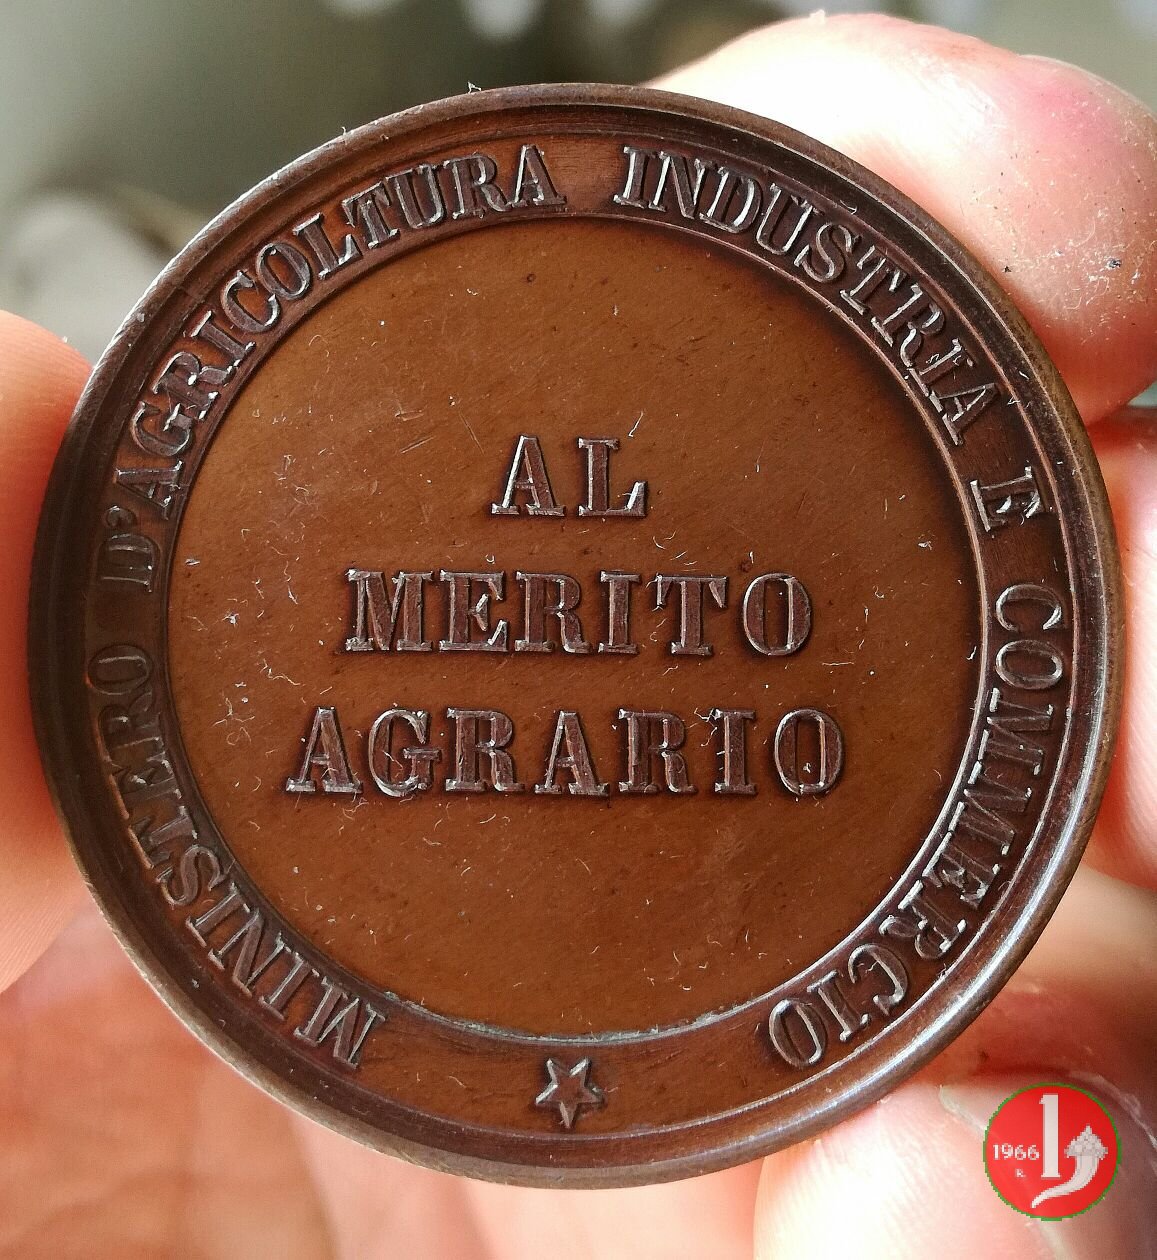 MINISTERO D'AGRICOLTURA INDUSTRIA E COMMERCIO
AL
MERITO
AGRARIO
1966
R.